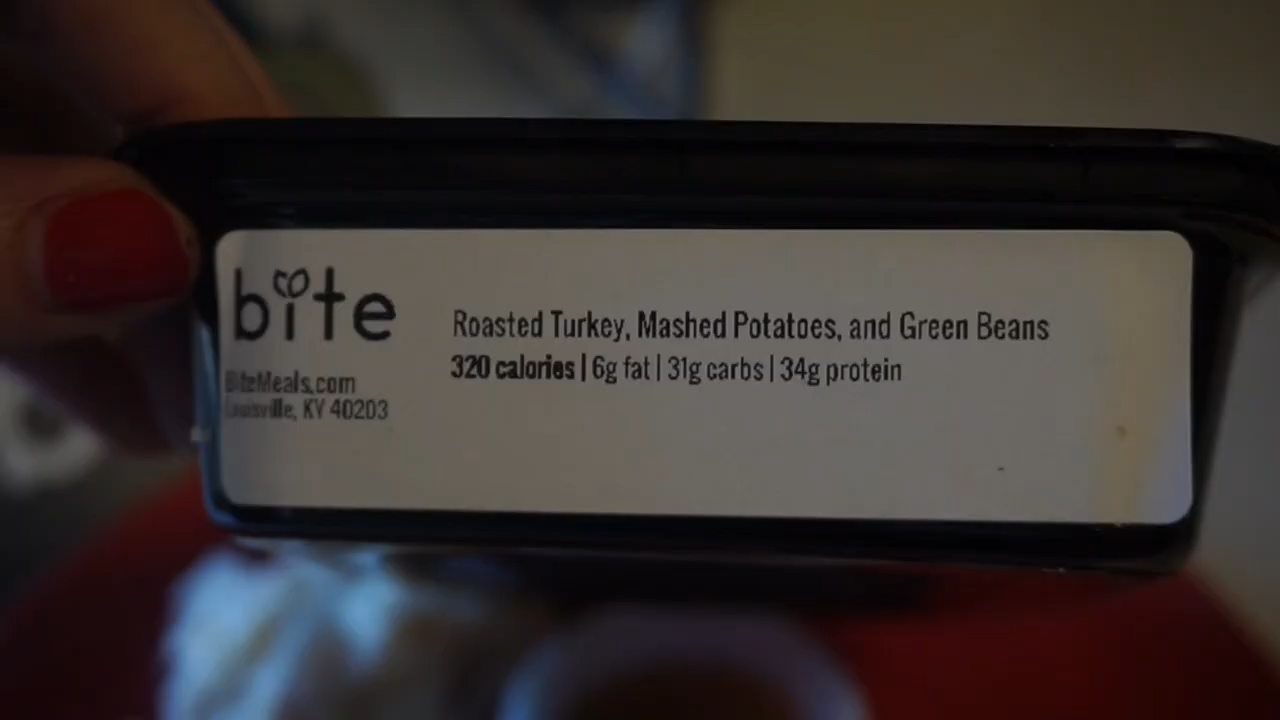 bite
BiteMeals.com
Louisville, KY 40203
Roasted Turkey, Mashed Potatoes, and Green Beans
320 calories | 6g fat | 31g carbs | 34g protein